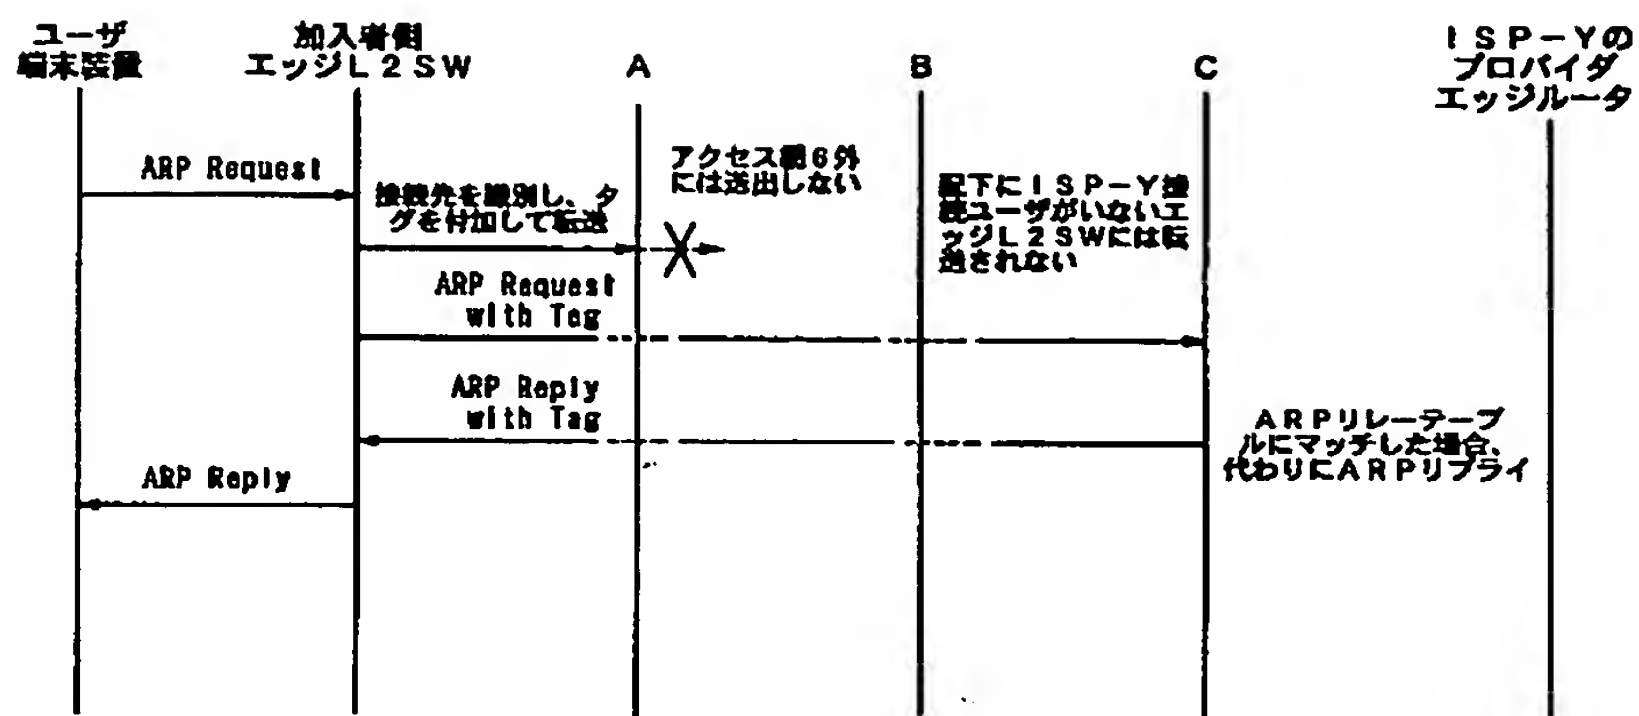 ユーザ
端末装置
加入者側
エッジL2SW
A
B
C
ISP-Yの
プロバイダ
エッジルータ
ARP Request
接続先を識別し、タ
グを付加して転送
アクセス網6外
には送出しない
配下にISP-Y接
続ユーザがいないエ
ッジL2SWには転
送されない
ARP Request
with Tag
ARP Reply
with Tag
ARP Reply
ARPリレーテーブ
ルにマッチした場合、
代わりにARPリプライ